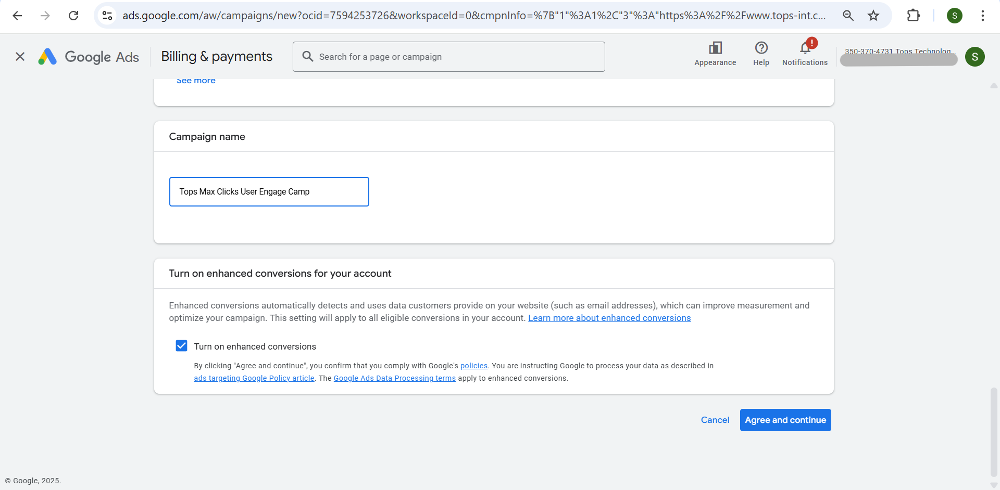 ads.google.com/aw/campaigns/new?ocid=7594253726&workspaceId=0&cmpnInfo=%7B"1"%3A1%2C"3"%3A"https%3A%2F%2Fwww.tops-int.c...
S
Google Ads
Billing & payments
Search for a page or campaign
Appearance
Help
!
Notifications
350-370-4731 Tops Technolog...
S
See more
Campaign name
Tops Max Clicks User Engage Camp
Turn on enhanced conversions for your account
Enhanced conversions automatically detects and uses data customers provide on your website (such as email addresses), which can improve measurement and
optimize your campaign. This setting will apply to all eligible conversions in your account. Learn more about enhanced conversions
Turn on enhanced conversions
By clicking "Agree and continue", you confirm that you comply with Google's policies. You are instructing Google to process your data as described in
ads targeting Google Policy article. The Google Ads Data Processing terms apply to enhanced conversions.
Cancel
Agree and continue
© Google, 2025.